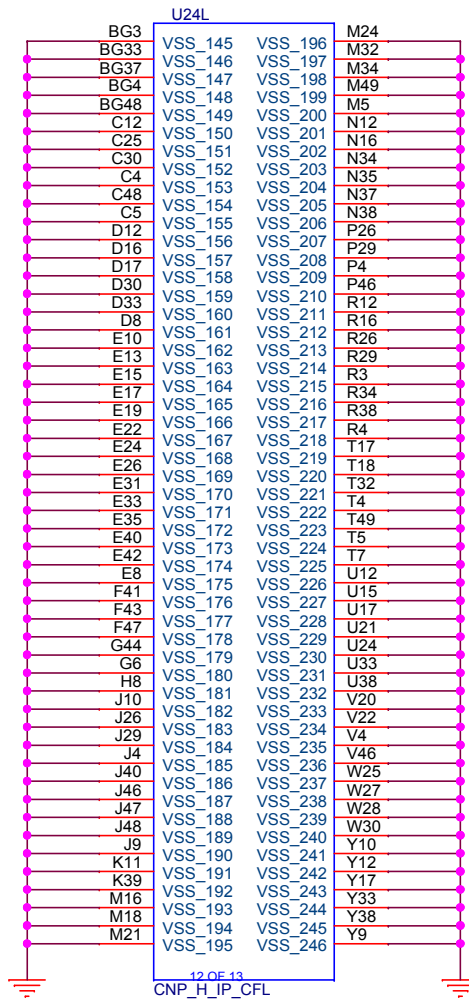 U24L
BG3 VSS_145 VSS_196 M24
BG33 VSS_146 VSS_197 M32
BG37 VSS_147 VSS_198 M34
BG4 VSS_148 VSS_199 M49
BG48 VSS_149 VSS_200 M5
C12 VSS_150 VSS_201 N12
C25 VSS_151 VSS_202 N16
C30 VSS_152 VSS_203 N34
C4 VSS_153 VSS_204 N35
C48 VSS_154 VSS_205 N37
C5 VSS_155 VSS_206 N38
D12 VSS_156 VSS_207 P26
D16 VSS_157 VSS_208 P29
D17 VSS_158 VSS_209 P4
D30 VSS_159 VSS_210 P46
D33 VSS_160 VSS_211 R12
D8 VSS_161 VSS_212 R16
E10 VSS_162 VSS_213 R26
E13 VSS_163 VSS_214 R29
E15 VSS_164 VSS_215 R3
E17 VSS_165 VSS_216 R34
E19 VSS_166 VSS_217 R38
E22 VSS_167 VSS_218 R4
E24 VSS_168 VSS_219 T17
E26 VSS_169 VSS_220 T18
E31 VSS_170 VSS_221 T32
E33 VSS_171 VSS_222 T4
E35 VSS_172 VSS_223 T49
E40 VSS_173 VSS_224 T5
E42 VSS_174 VSS_225 T7
E8 VSS_175 VSS_226 U12
F41 VSS_176 VSS_227 U15
F43 VSS_177 VSS_228 U17
F47 VSS_178 VSS_229 U21
G44 VSS_179 VSS_230 U24
G6 VSS_180 VSS_231 U33
H8 VSS_181 VSS_232 U38
J10 VSS_182 VSS_233 V20
J26 VSS_183 VSS_234 V22
J29 VSS_184 VSS_235 V4
J4 VSS_185 VSS_236 V46
J40 VSS_186 VSS_237 W25
J46 VSS_187 VSS_238 W27
J47 VSS_188 VSS_239 W28
J48 VSS_189 VSS_240 W30
J9 VSS_190 VSS_241 Y10
K11 VSS_191 VSS_242 Y12
K39 VSS_192 VSS_243 Y17
M16 VSS_193 VSS_244 Y33
M18 VSS_194 VSS_245 Y38
M21 VSS_195 VSS_246 Y9
12 OF 13
CNP_H_IP_CFL